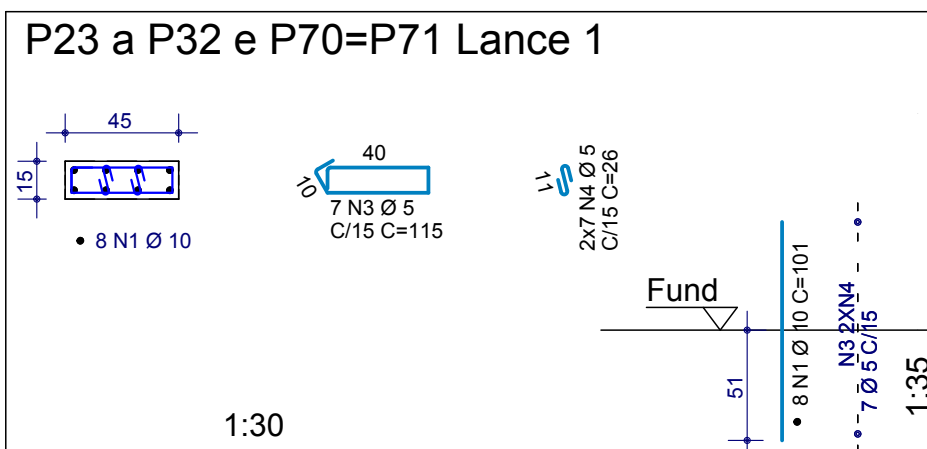 P23 a P32 e P70=P71 Lance 1
45
15
8 N1 Ø 10
40
10
7 N3 Ø 5
C/15 C=115
11
2x7 N4 Ø 5
C/15 C=26
Fund
51
8 N1 Ø 10 C=101
N3 2XN4
7 Ø 5 C/15
1:35
1:30